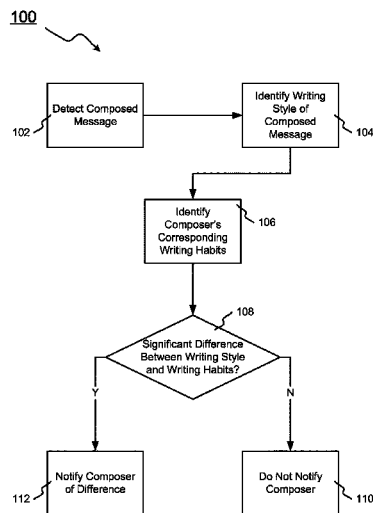 100
Detect Composed
Message
102
Identify Writing
Style of
Composed
Message
104
Identify
Composer's
Corresponding
Writing Habits
106
108
Significant Difference
Between Writing Style
and Writing Habits?
Y
N
Notify Composer
of Difference
112
Do Not Notify
Composer
110